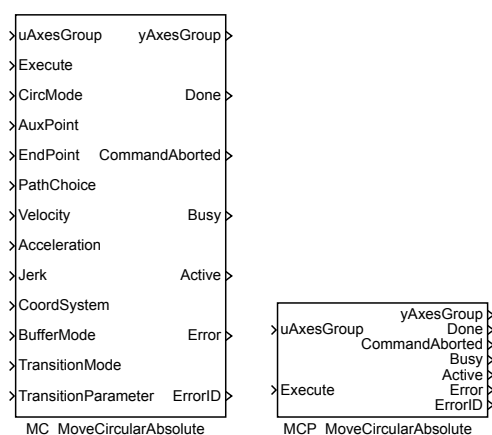 uAxesGroup yAxesGroup
Execute
CircMode Done
AuxPoint
EndPoint CommandAborted
PathChoice
Velocity Busy
Acceleration
Jerk Active
CoordSystem
BufferMode Error
TransitionMode
TransitionParameter ErrorID
MC_MoveCircularAbsolute
yAxesGroup
uAxesGroup Done
CommandAborted
Busy
Active
Execute Error
ErrorID
MCP_MoveCircularAbsolute